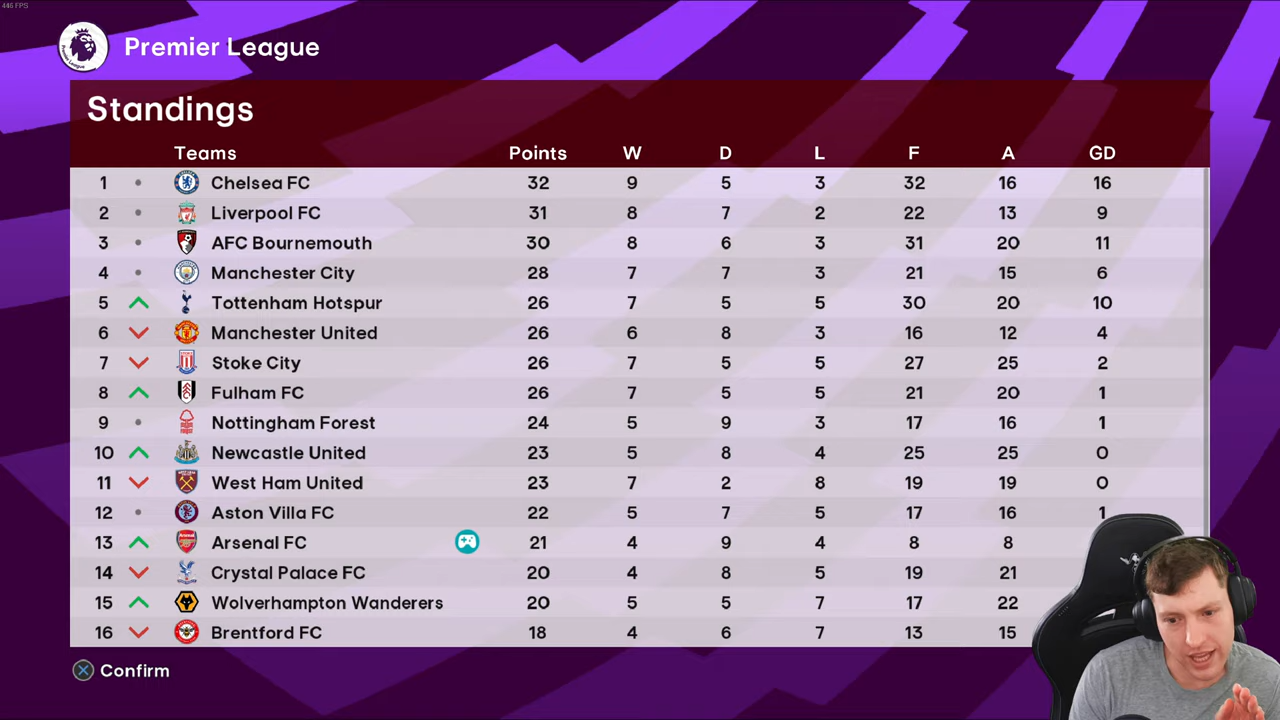 446 FPS
Premier League
Standings
Teams Points W D L F A GD
1 Chelsea FC 32 9 5 3 32 16 16
2 Liverpool FC 31 8 7 2 22 13 9
3 AFC Bournemouth 30 8 6 3 31 20 11
4 Manchester City 28 7 7 3 21 15 6
5 Tottenham Hotspur 26 7 5 5 30 20 10
6 Manchester United 26 6 8 3 16 12 4
7 Stoke City 26 7 5 5 27 25 2
8 Fulham FC 26 7 5 5 21 20 1
9 Nottingham Forest 24 5 9 3 17 16 1
10 Newcastle United 23 5 8 4 25 25 0
11 West Ham United 23 7 2 8 19 19 0
12 Aston Villa FC 22 5 7 5 17 16 1
13 Arsenal FC 21 4 9 4 8 8
14 Crystal Palace FC 20 4 8 5 19 21
15 Wolverhampton Wanderers 20 5 5 7 17 22
16 Brentford FC 18 4 6 7 13 15
Confirm